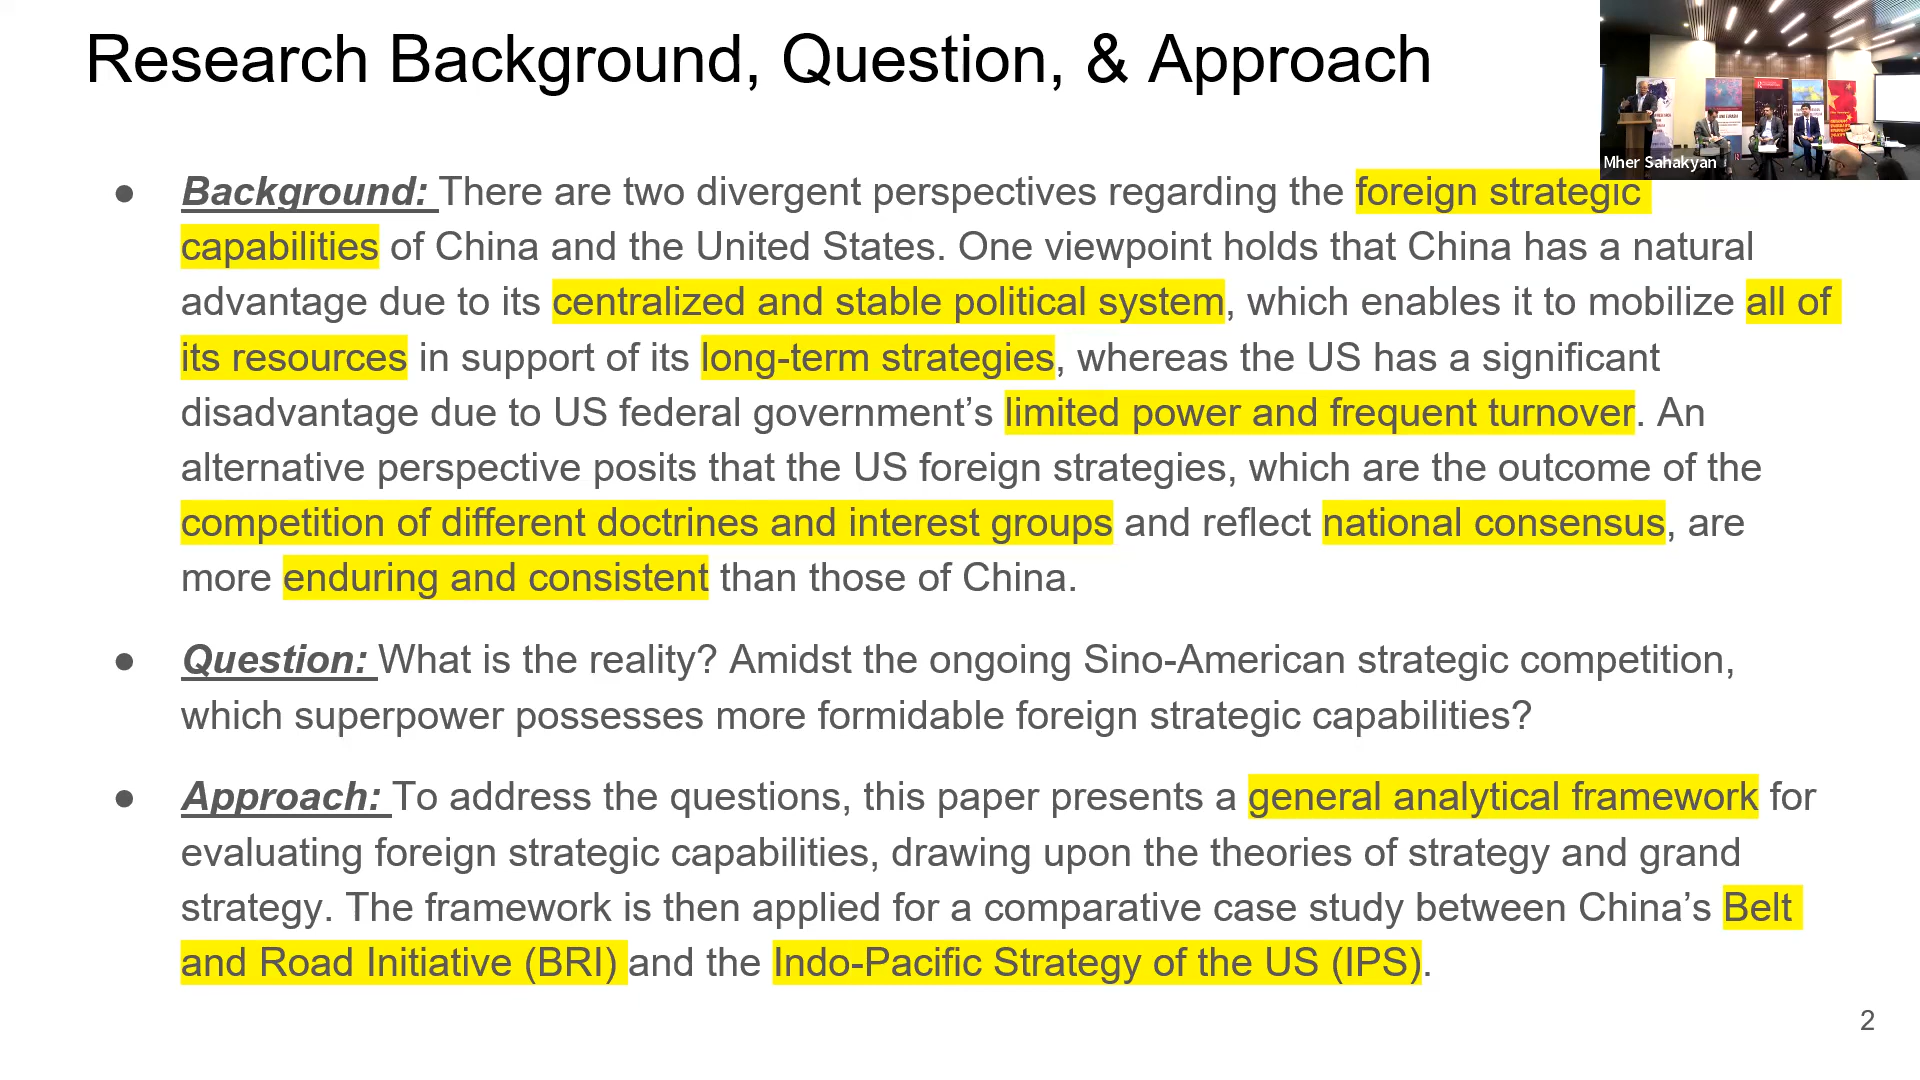 Research Background, Question, & Approach
Mher Sahakyan
● Background: There are two divergent perspectives regarding the foreign strategic
capabilities of China and the United States. One viewpoint holds that China has a natural
advantage due to its centralized and stable political system, which enables it to mobilize all of
its resources in support of its long-term strategies, whereas the US has a significant
disadvantage due to US federal government’s limited power and frequent turnover. An
alternative perspective posits that the US foreign strategies, which are the outcome of the
competition of different doctrines and interest groups and reflect national consensus, are
more enduring and consistent than those of China.
● Question: What is the reality? Amidst the ongoing Sino-American strategic competition,
which superpower possesses more formidable foreign strategic capabilities?
● Approach: To address the questions, this paper presents a general analytical framework for
evaluating foreign strategic capabilities, drawing upon the theories of strategy and grand
strategy. The framework is then applied for a comparative case study between China’s Belt
and Road Initiative (BRI) and the Indo-Pacific Strategy of the US (IPS).
2